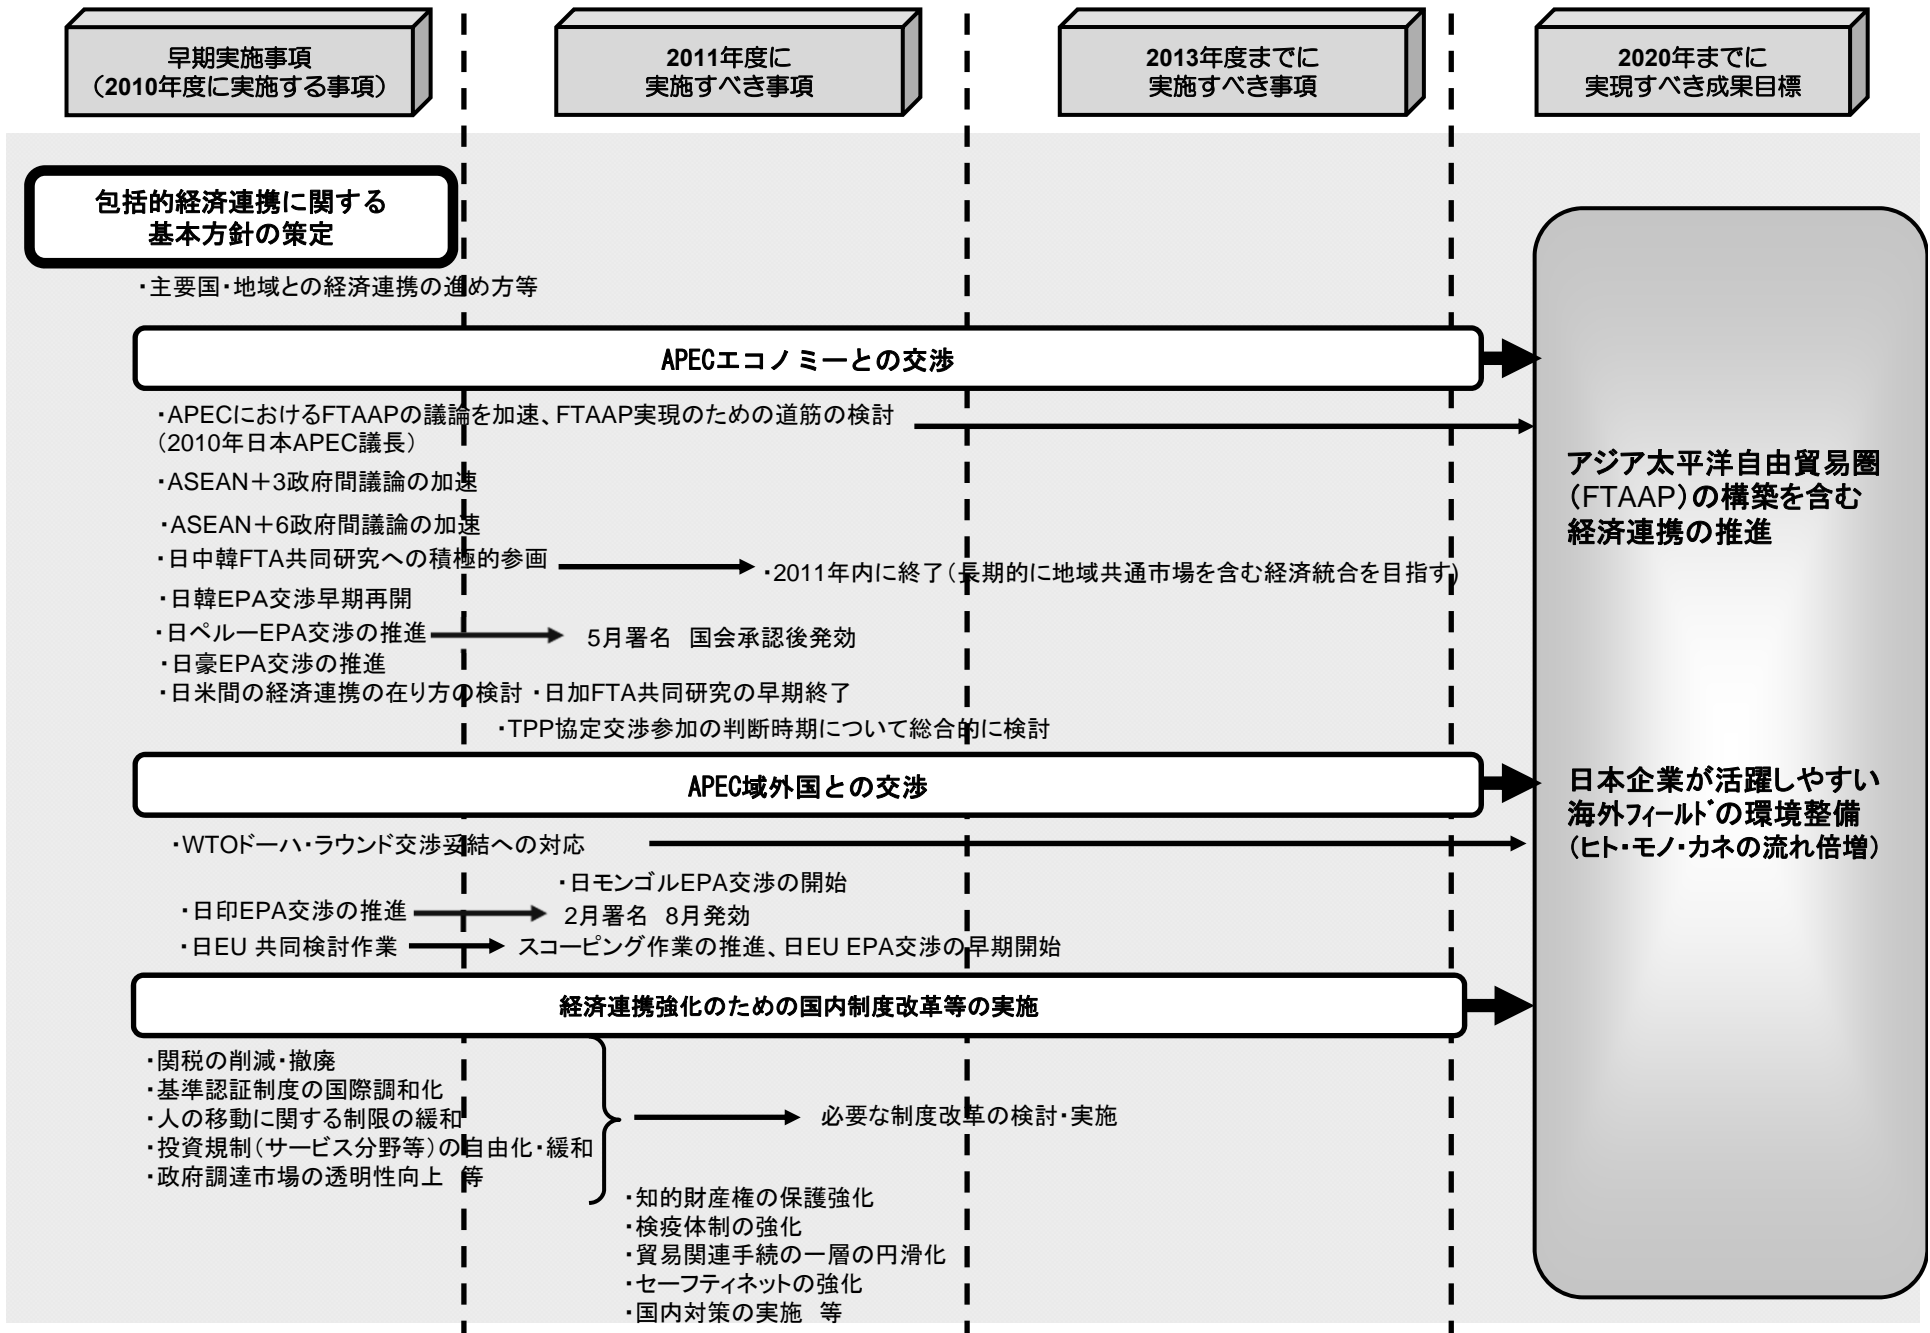 早期実施事項
（2010年度に実施する事項）
2011年度に
実施すべき事項
2013年度までに
実施すべき事項
2020年までに
実現すべき成果目標
包括的経済連携に関する
基本方針の策定
・主要国・地域との経済連携の進め方等
APECエコノミーとの交渉
・APECにおけるFTAAPの議論を加速、FTAAP実現のための道筋の検討
（2010年日本APEC議長）
・ASEAN＋3政府間議論の加速
・ASEAN＋6政府間議論の加速
・日中韓FTA共同研究への積極的参画
・2011年内に終了（長期的に地域共通市場を含む経済統合を目指す）
・日韓EPA交渉早期再開
・日ペルーEPA交渉の推進
5月署名　国会承認後発効
・日豪EPA交渉の推進
・日米間の経済連携の在り方の検討 ・日加FTA共同研究の早期終了
・TPP協定交渉参加の判断時期について総合的に検討
APEC域外国との交渉
・WTOドーハ・ラウンド交渉妥結への対応
・日モンゴルEPA交渉の開始
・日印EPA交渉の推進
2月署名　8月発効
・日EU 共同検討作業
スコーピング作業の推進、日EU EPA交渉の早期開始
経済連携強化のための国内制度改革等の実施
・関税の削減・撤廃
・基準認証制度の国際調和化
・人の移動に関する制限の緩和
・投資規制（サービス分野等）の自由化・緩和
・政府調達市場の透明性向上　等
必要な制度改革の検討・実施
・知的財産権の保護強化
・検疫体制の強化
・貿易関連手続の一層の円滑化
・セーフティネットの強化
・国内対策の実施　等
アジア太平洋自由貿易圏
（FTAAP）の構築を含む
経済連携の推進
日本企業が活躍しやすい
海外フィールドの環境整備
（ヒト・モノ・カネの流れ倍増）